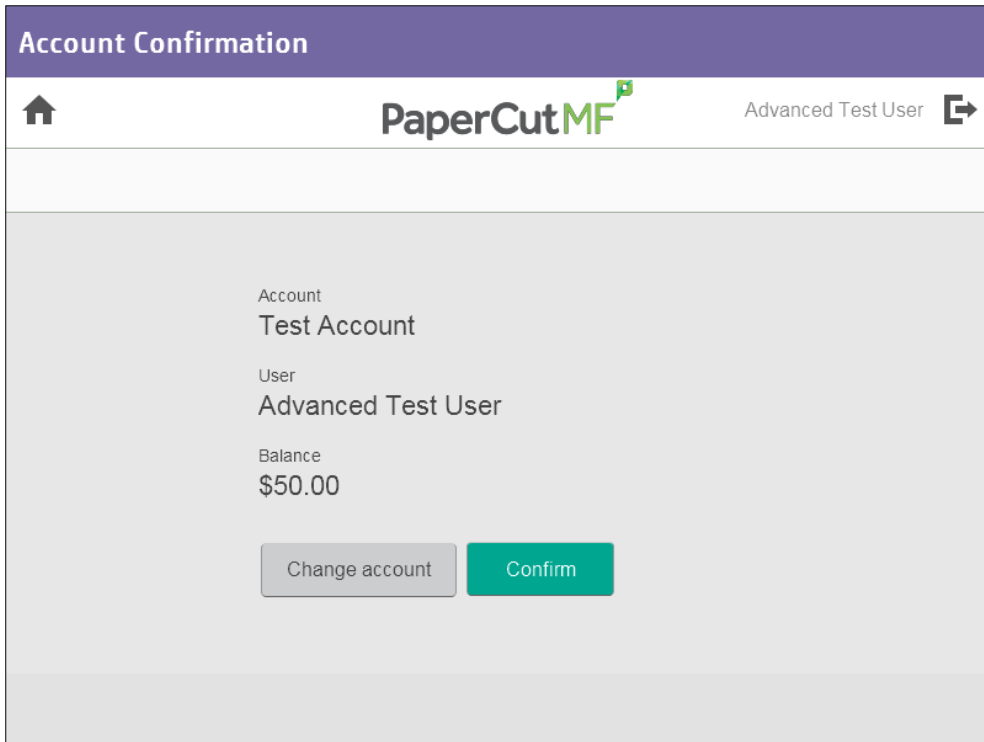 Account Confirmation
PaperCutMF
Advanced Test User
Account
Test Account
User
Advanced Test User
Balance
$50.00
Change account
Confirm